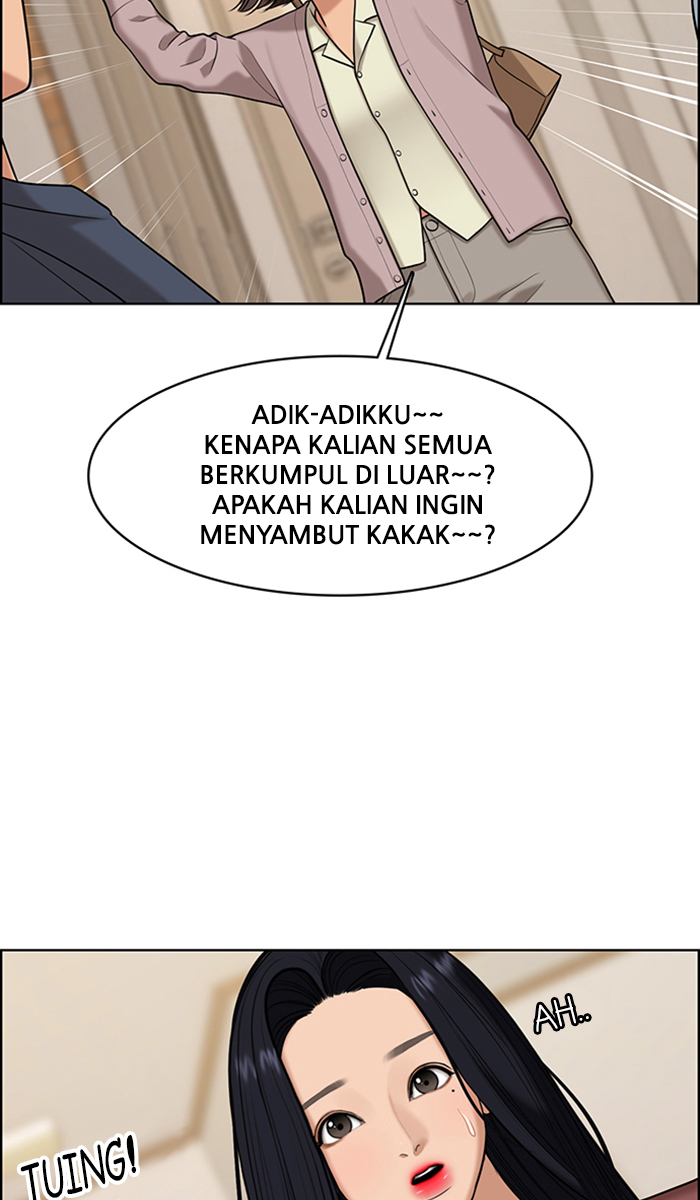 ADIK-ADIKKU~~
KENAPA KALIAN SEMUA
BERKUMPUL DI LUAR~~?
APAKAH KALIAN INGIN
MENYAMBUT KAKAK~~?
AH..
TUING!